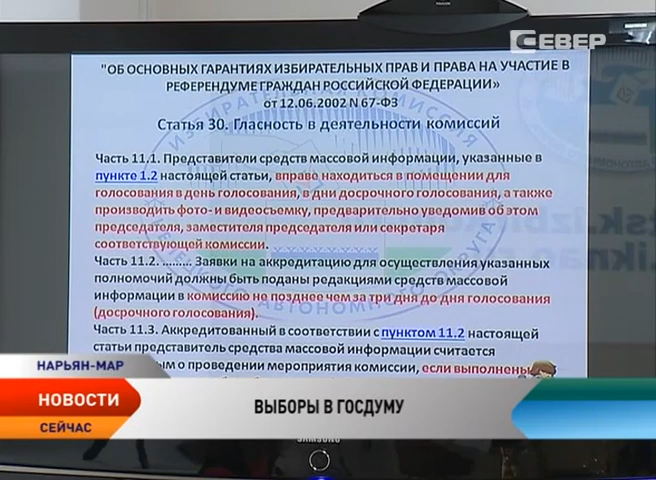 СЕВЕР
"ОБ ОСНОВНЫХ ГАРАНТИЯХ ИЗБИРАТЕЛЬНЫХ ПРАВ И ПРАВА НА УЧАСТИЕ В
РЕФЕРЕНДУМЕ ГРАЖДАН РОССИЙСКОЙ ФЕДЕРАЦИИ»
от 12.06.2002 N 67-ФЗ
Статья 30. Гласность в деятельности комиссий
Часть 11.1. Представители средств массовой информации, указанные в
пункте 1.2 настоящей статьи, вправе находиться в помещении для
голосования в день голосования, в дни досрочного голосования, а также
производить фото- и видеосъемку, предварительно уведомив об этом
председателя, заместителя председателя или секретаря
соответствующей комиссии.
Часть 11.2. ......... Заявки на аккредитацию для осуществления указанных
полномочий должны быть поданы редакциями средств массовой
информации в комиссию не позднее чем за три дня до дня голосования
(досрочного голосования).
Часть 11.3. Аккредитованный в соответствии с пунктом 11.2 настоящей
статьи представитель средства массовой информации считается
ым о проведении мероприятия комиссии, если выполнены
ИЗБИРАТЕЛЬНАЯ КОМИССИЯ
НЕНЕЦКОГО АВТОНОМНОГО ОКРУГА
НАРЬЯН-МАР
НОВОСТИ
СЕЙЧАС
ВЫБОРЫ В ГОСДУМУ
SAMSUNG